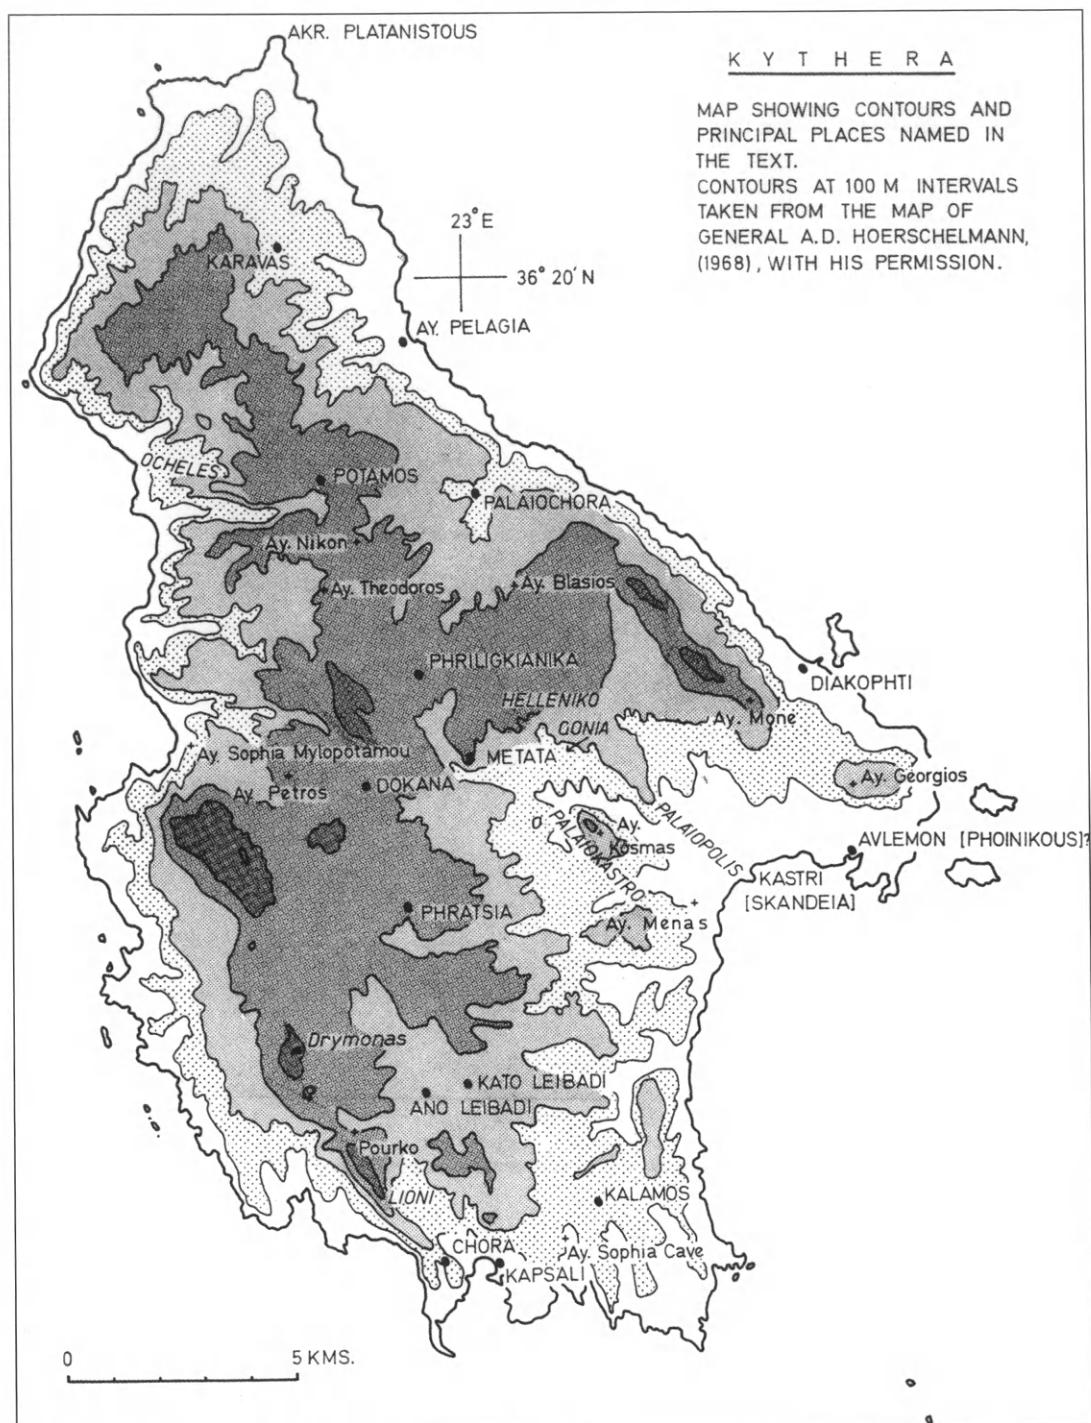 AKR. PLATANISTOUS
KYTHERA
MAP SHOWING CONTOURS AND
PRINCIPAL PLACES NAMED IN
THE TEXT.
CONTOURS AT 100 M INTERVALS
TAKEN FROM THE MAP OF
GENERAL A.D. HOERSCHELMANN,
(1968), WITH HIS PERMISSION.
23° E
36° 20' N
KARAVAS
AY. PELAGIA
OCHELES
POTAMOS
PALAIOCHORA
Ay. Nikon
Ay. Theodoros
Ay. Blasios
PHRILIGKIANIKA
DIAKOPHTI
HELLENIKO
Ay. Mone
GONIA
Ay. Sophia Mylopotamou
METATA
Ay. Georgios
Ay. Petros
DOKANA
PALAIOPOLIS
Ay.
Kosmas
PALAIOKASTRO
AVLEMON [PHOINIKOUS]?
KASTRI
[SKANDEIA]
PHRATSIA
Ay. Menas
Drymonas
KATO LEIBADI
ANO LEIBADI
Pourko
LIONI
KALAMOS
CHORA
Ay. Sophia Cave
KAPSALI
0 5 KMS.